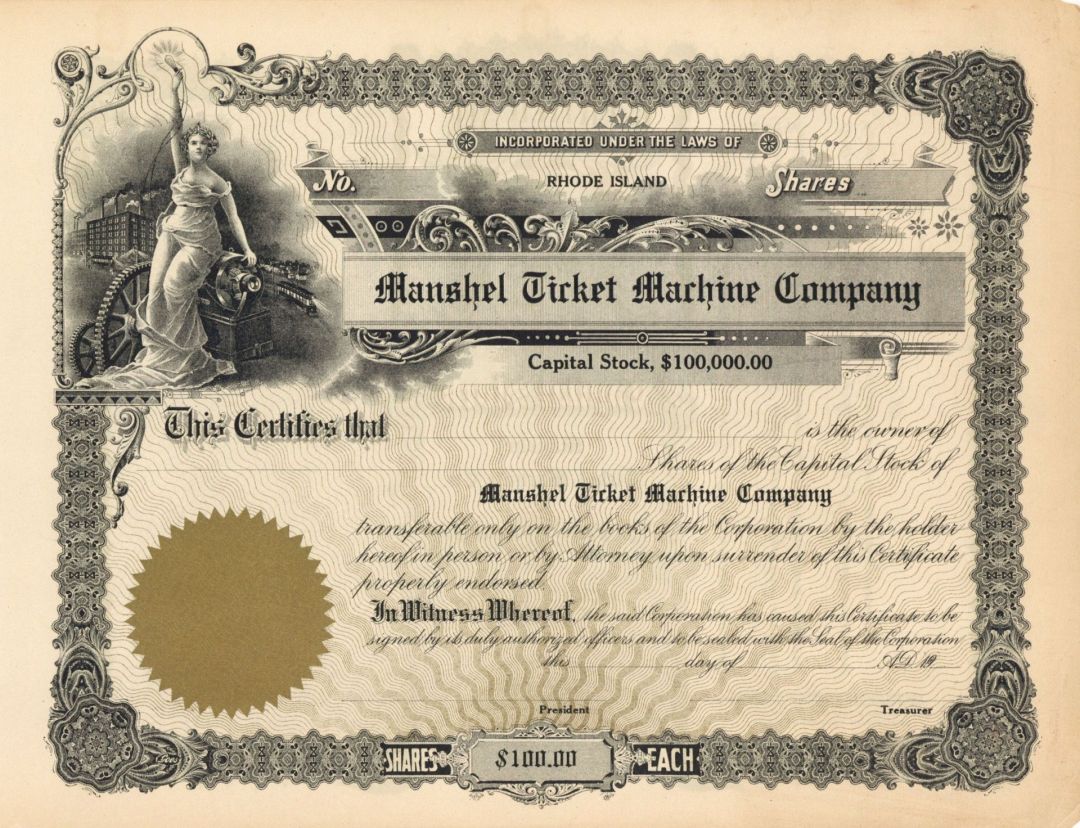 INCORPORATED UNDER THE LAWS OF
No. RHODE ISLAND Shares
Manshel Ticket Machine Company
Capital Stock, $100,000.00
This Certifies that is the owner of
Shares of the Capital Stock of
Manshel Ticket Machine Company
transferable only on the books of the Corporation by the holder
hereof in person or by Attorney upon surrender of this Certificate
properly endorsed.
In Witness Whereof, the said Corporation has caused this Certificate to be
signed by its duly authorized officers and to be sealed with the Seal of the Corporation
this day of A.D. 19
President Treasurer
SHARES $100.00 EACH